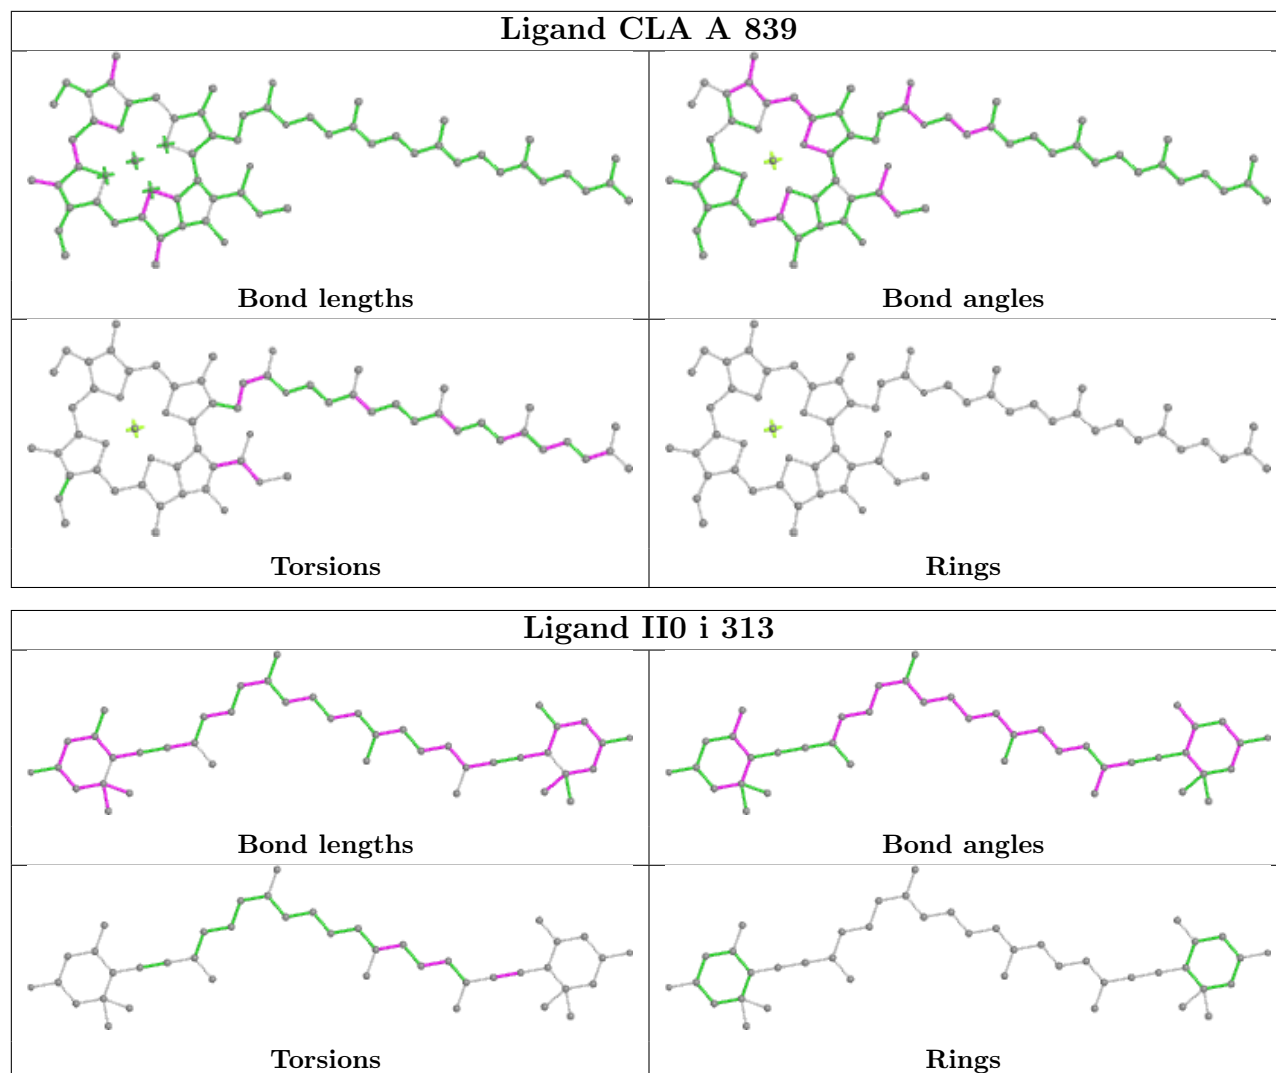 Ligand CLA A 839
Bond lengths
Bond angles
Torsions
Rings
Ligand II0 i 313
Bond lengths
Bond angles
Torsions
Rings